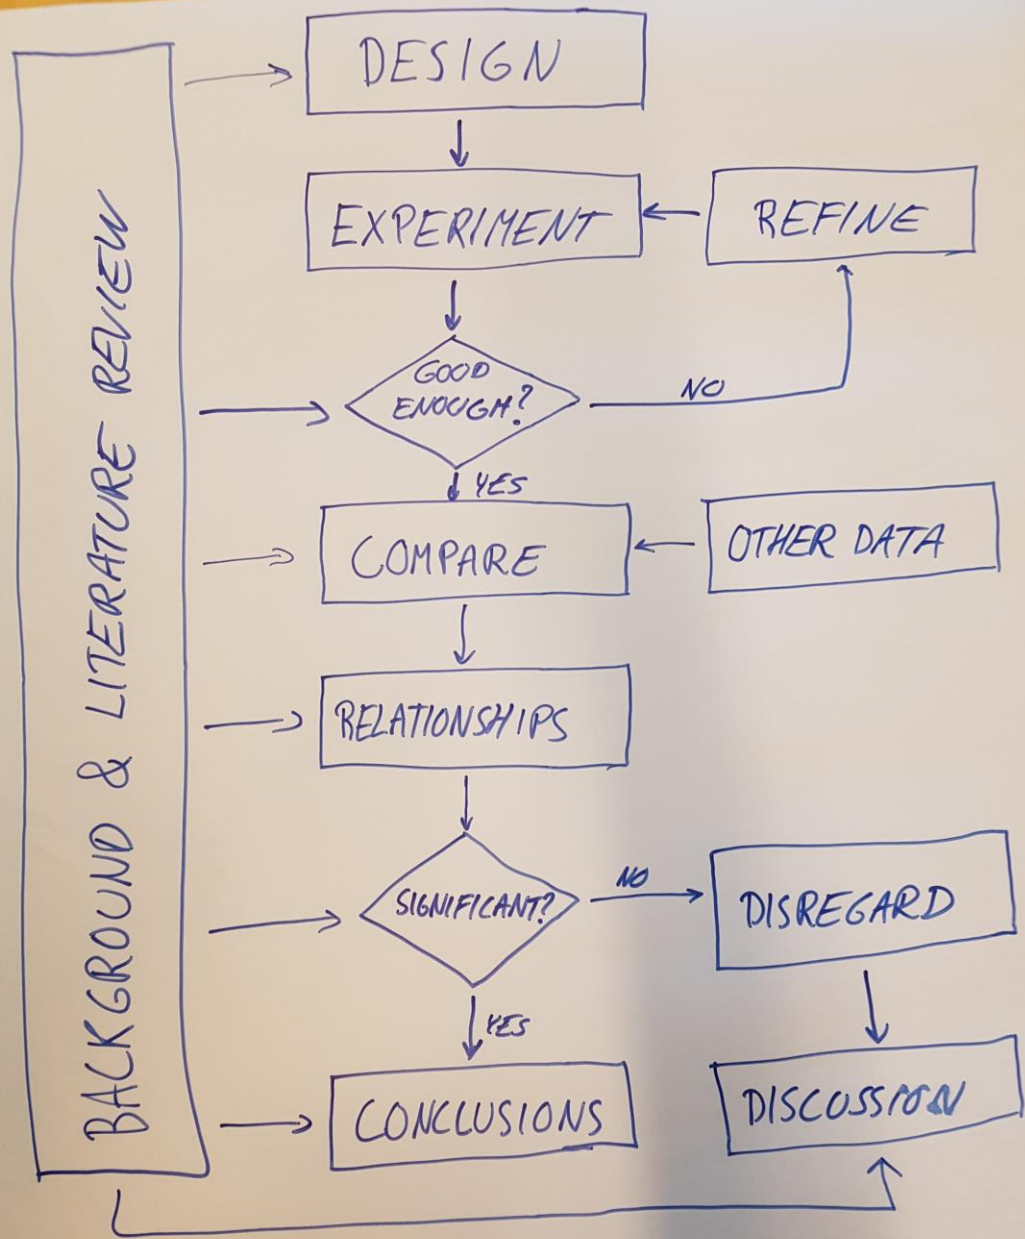 BACKGROUND & LITERATURE REVIEW
DESIGN
EXPERIMENT
REFINE
GOOD
ENOUGH?
NO
YES
COMPARE
OTHER DATA
RELATIONSHIPS
SIGNIFICANT?
NO
DISREGARD
YES
CONCLUSIONS
DISCUSSION